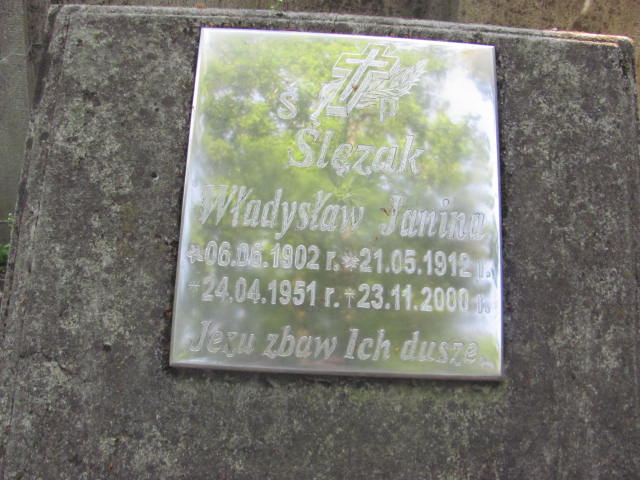 Ś P
Ślęzak
Władysław Janina
*06.06.1902 r. *21.05.1912 r.
†24.04.1951 r. †23.11.2000 r.
Jezu zbaw Ich dusze.